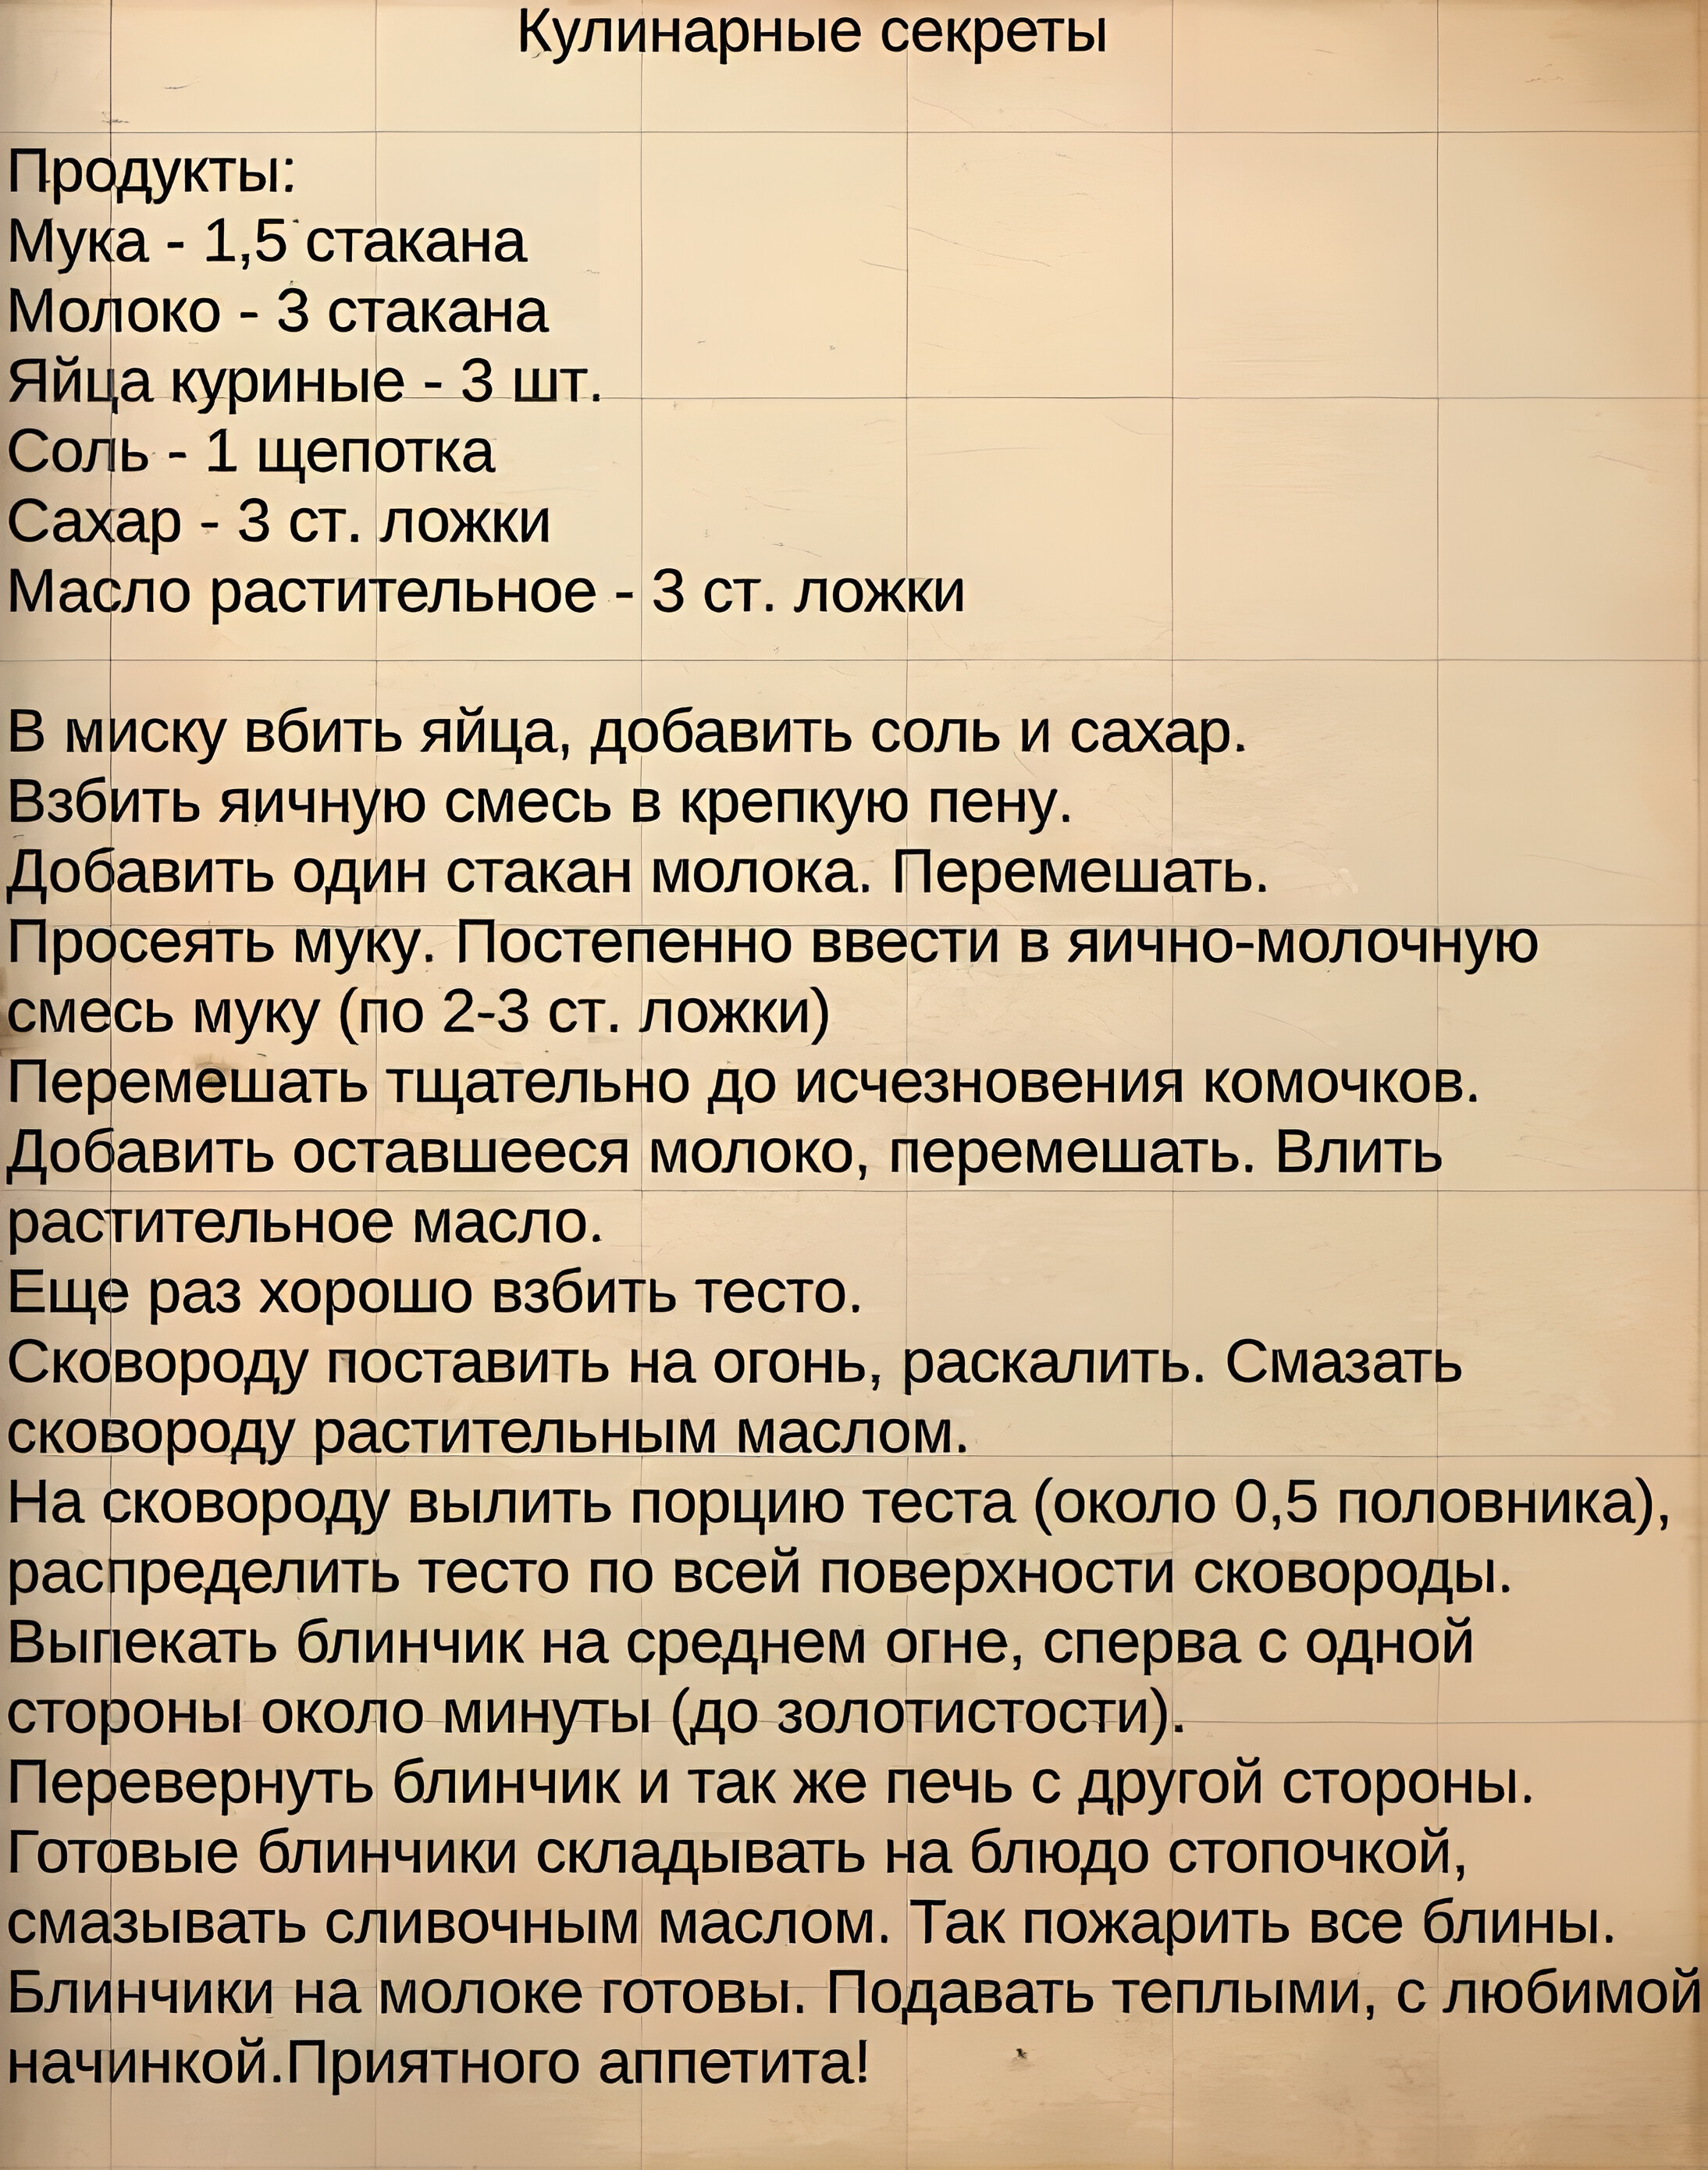 Кулинарные секреты
Продукты:
Мука - 1,5 стакана
Молоко - 3 стакана
Яйца куриные - 3 шт.
Соль - 1 щепотка
Сахар - 3 ст. ложки
Масло растительное - 3 ст. ложки
В миску вбить яйца, добавить соль и сахар.
Взбить яичную смесь в крепкую пену.
Добавить один стакан молока. Перемешать.
Просеять муку. Постепенно ввести в яично-молочную
смесь муку (по 2-3 ст. ложки)
Перемешать тщательно до исчезновения комочков.
Добавить оставшееся молоко, перемешать. Влить
растительное масло.
Еще раз хорошо взбить тесто.
Сковороду поставить на огонь, раскалить. Смазать
сковороду растительным маслом.
На сковороду вылить порцию теста (около 0,5 половника),
распределить тесто по всей поверхности сковороды.
Выпекать блинчик на среднем огне, сперва с одной
стороны около минуты (до золотистости).
Перевернуть блинчик и так же печь с другой стороны.
Готовые блинчики складывать на блюдо стопочкой,
смазывать сливочным маслом. Так пожарить все блины.
Блинчики на молоке готовы. Подавать теплыми, с любимой
начинкой.Приятного аппетита!